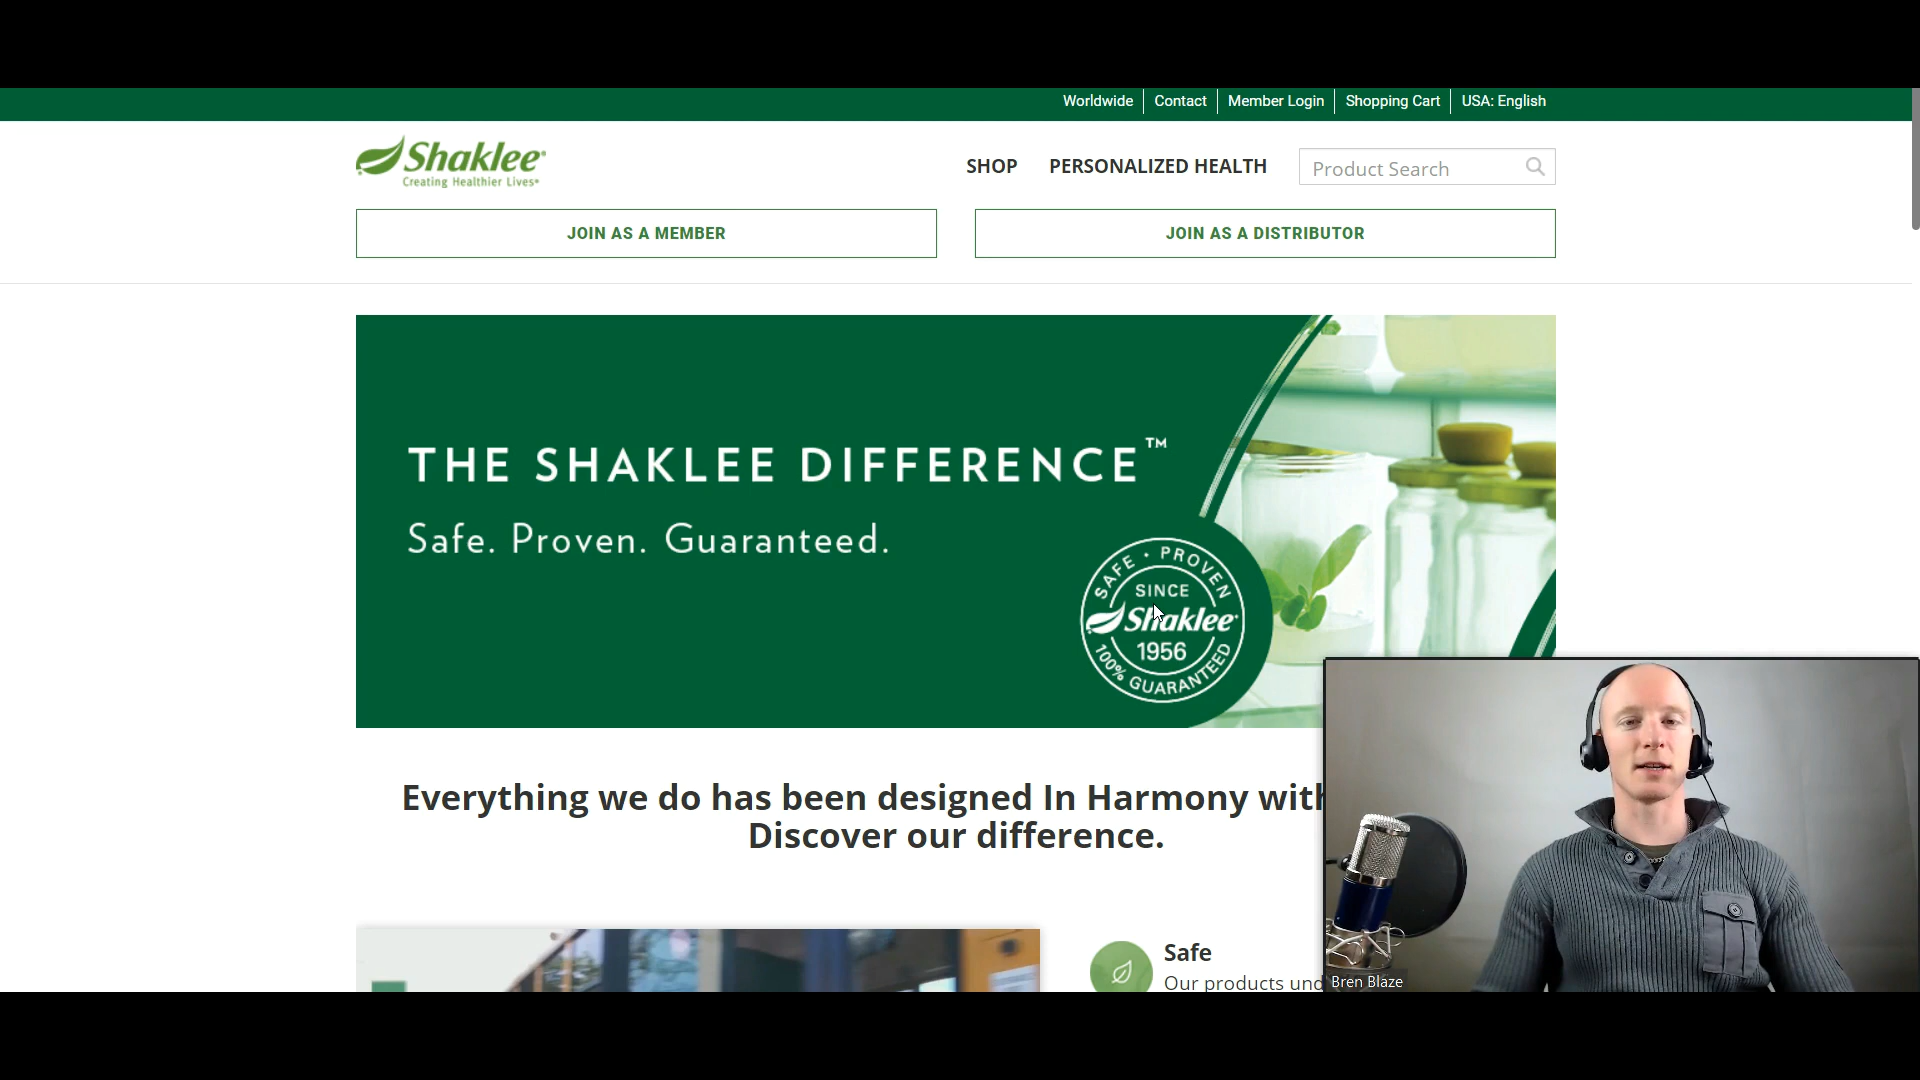 Worldwide
Contact
Member Login
Shopping Cart
USA: English
Shaklee®
Creating Healthier Lives®
SHOP
PERSONALIZED HEALTH
Product Search
JOIN AS A MEMBER
JOIN AS A DISTRIBUTOR
THE SHAKLEE DIFFERENCE™
Safe. Proven. Guaranteed.
SAFE • PROVEN
SINCE
Shaklee®
1956
100% GUARANTEED
Everything we do has been designed In Harmony with
Discover our difference.
Safe
Our products und
Bren Blaze